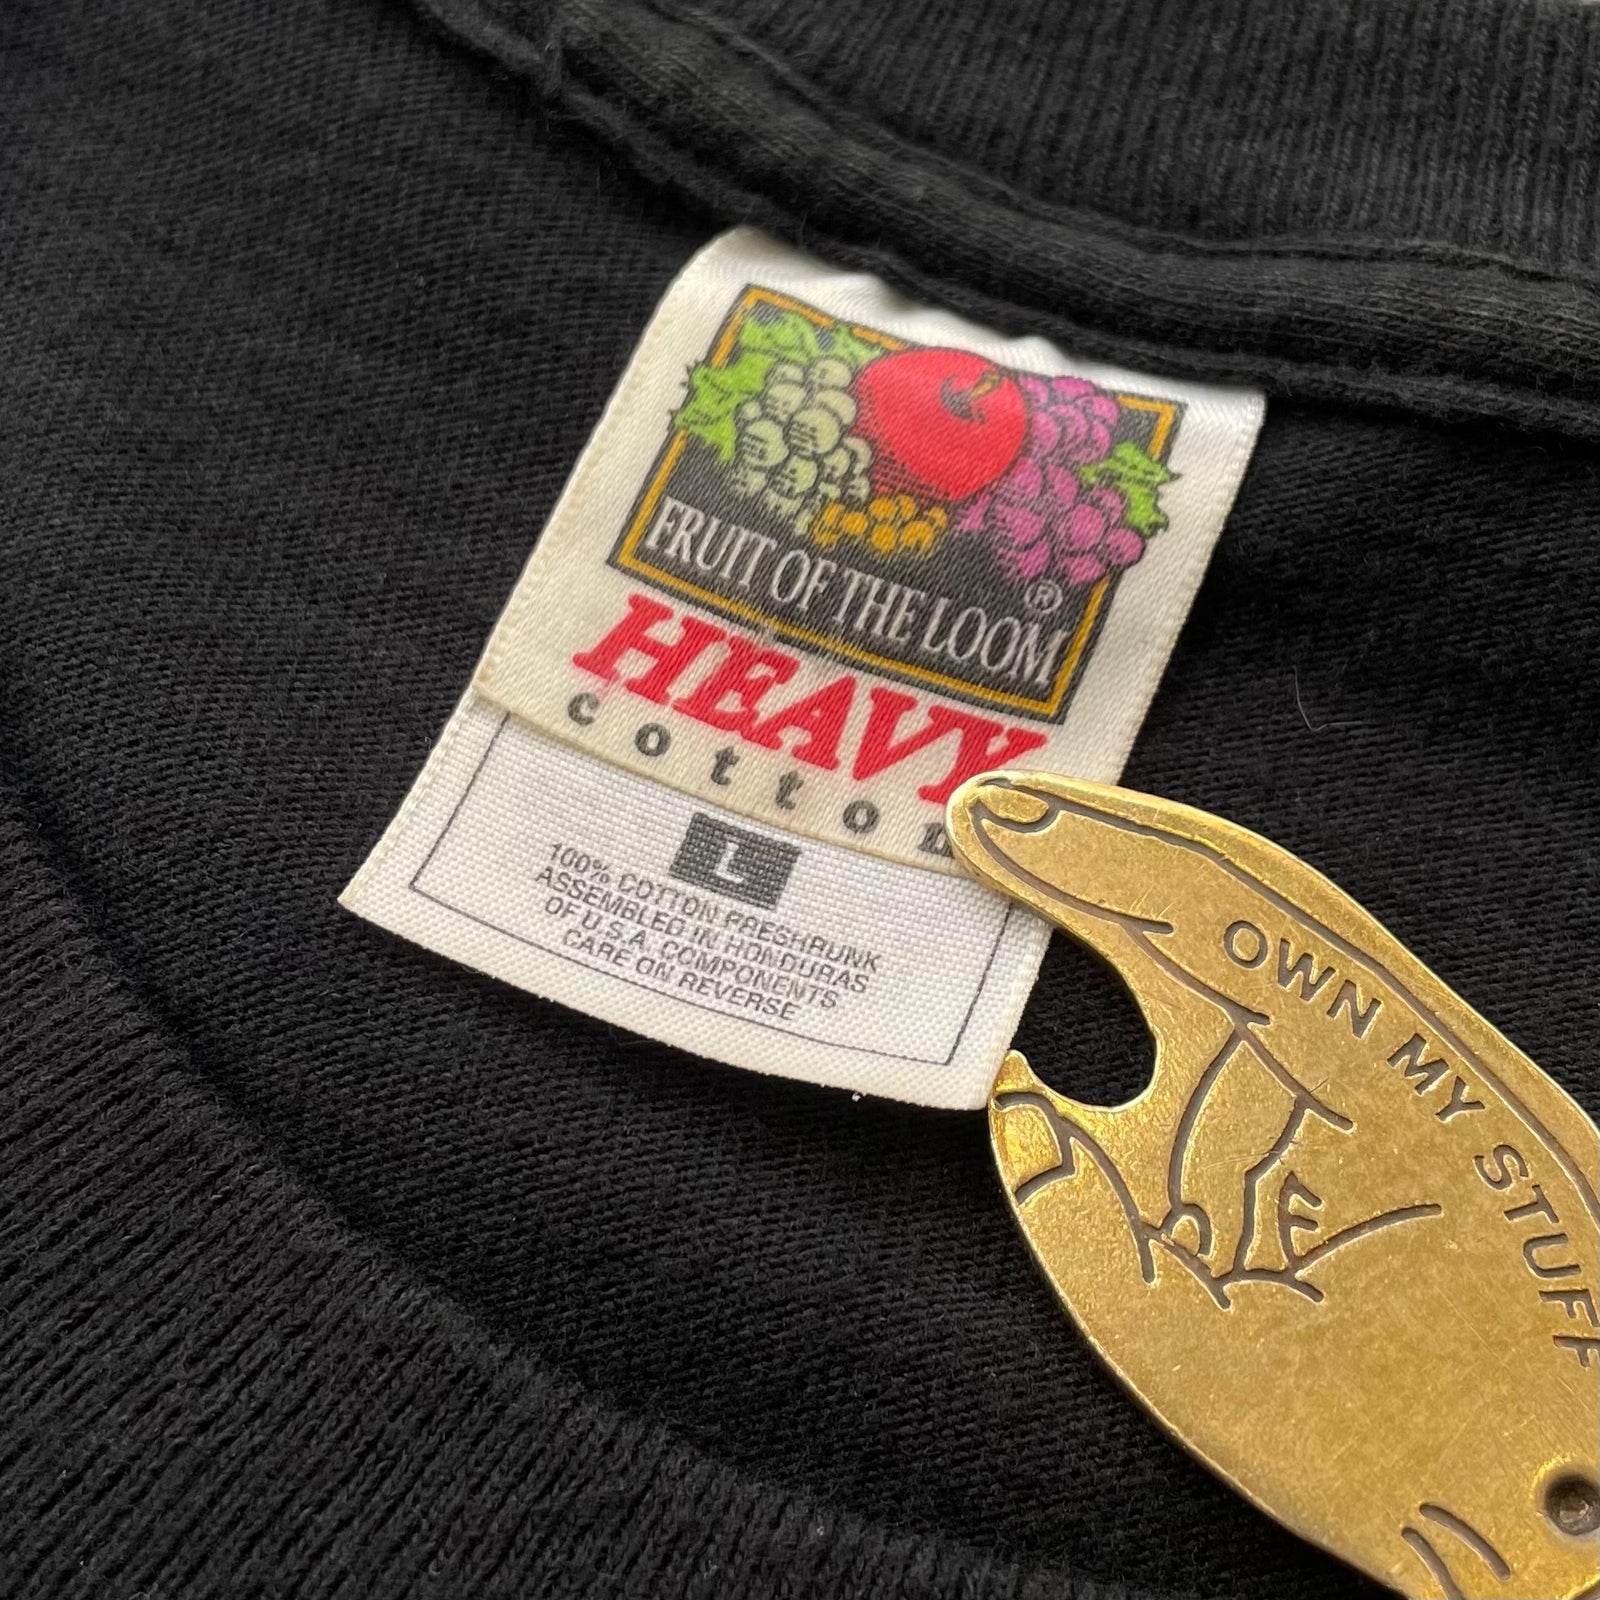 FRUIT OF THE LOOM ®
HEAVY
cotton
L
100% COTTON PRESHRUNK
ASSEMBLED IN HONDURAS
OF U.S.A. COMPONENTS
CARE ON REVERSE
OWN MY STUFF